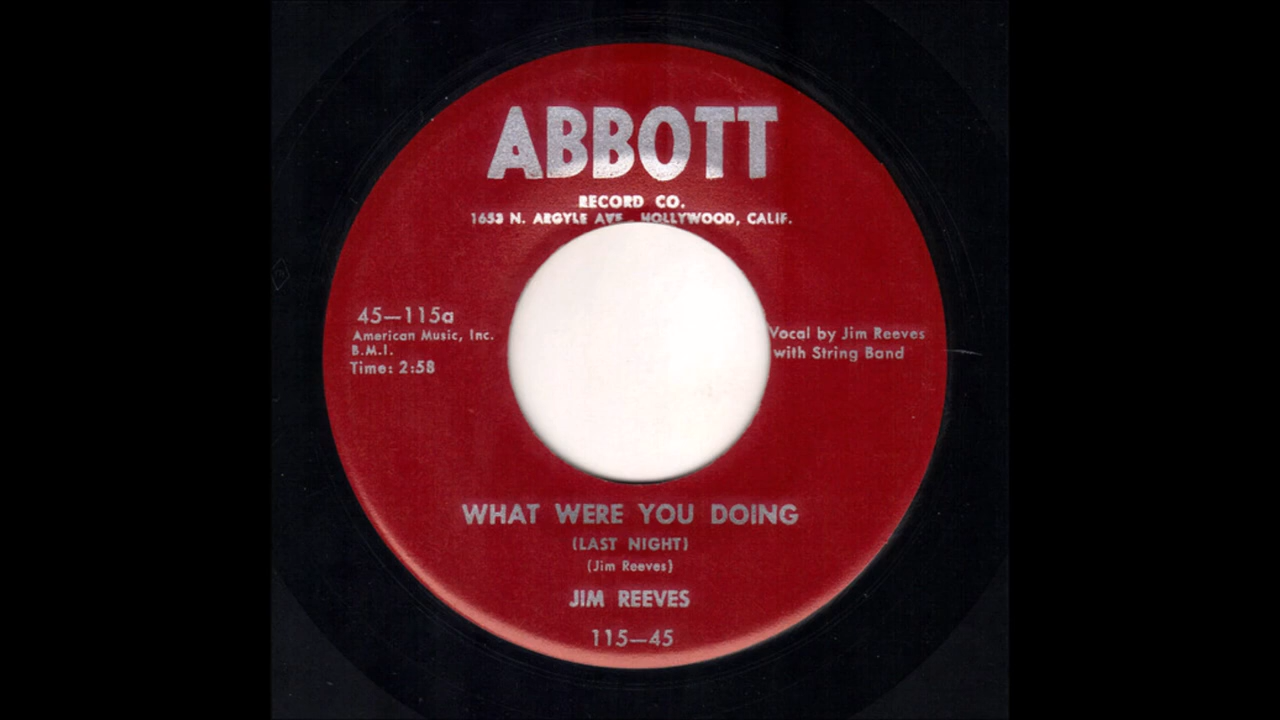 ABBOTT
RECORD CO.
1653 N. ARGYLE AVE - HOLLYWOOD, CALIF.
45—115a
American Music, Inc.
B.M.I.
Time: 2:58
Vocal by Jim Reeves
with String Band
WHAT WERE YOU DOING
(LAST NIGHT)
(Jim Reeves)
JIM REEVES
115—45